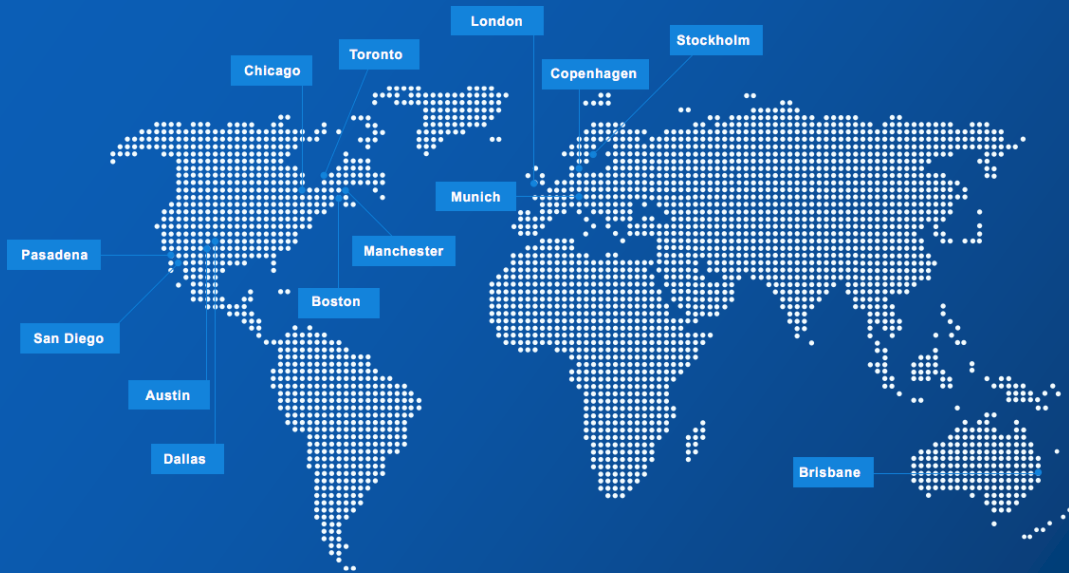 London
Stockholm
Toronto
Chicago
Copenhagen
Munich
Manchester
Pasadena
Boston
San Diego
Austin
Dallas
Brisbane